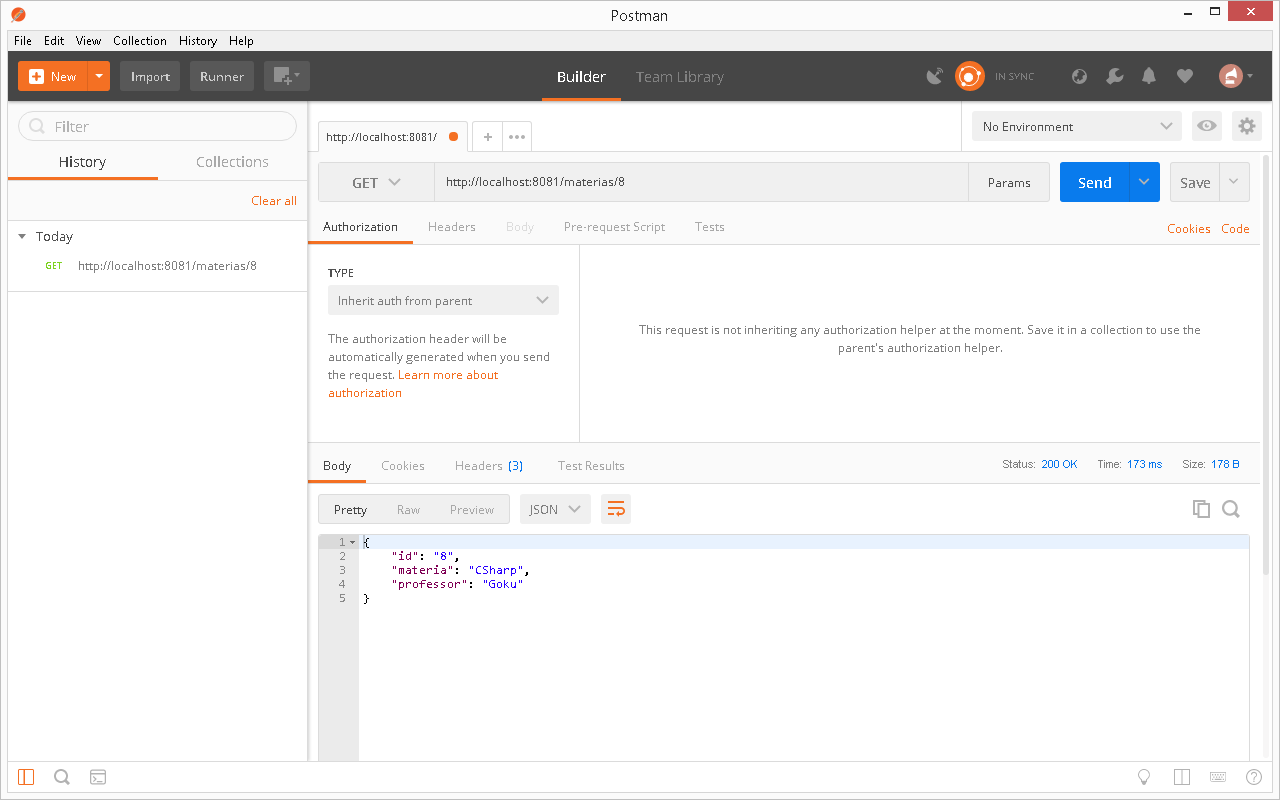 Postman
File Edit View Collection History Help
New Import Runner Builder Team Library IN SYNC
Filter
History Collections
Clear all
Today
GET http://localhost:8081/materias/8
http://localhost:8081/ + ••• No Environment
GET http://localhost:8081/materias/8 Params Send Save
Authorization Headers Body Pre-request Script Tests Cookies Code
TYPE
Inherit auth from parent
The authorization header will be
automatically generated when you send
the request. Learn more about
authorization
This request is not inheriting any authorization helper at the moment. Save it in a collection to use the
parent's authorization helper.
Body Cookies Headers (3) Test Results Status: 200 OK Time: 173 ms Size: 178 B
Pretty Raw Preview JSON
1 {
2 "id": "8",
3 "materia": "CSharp",
4 "professor": "Goku"
5 }